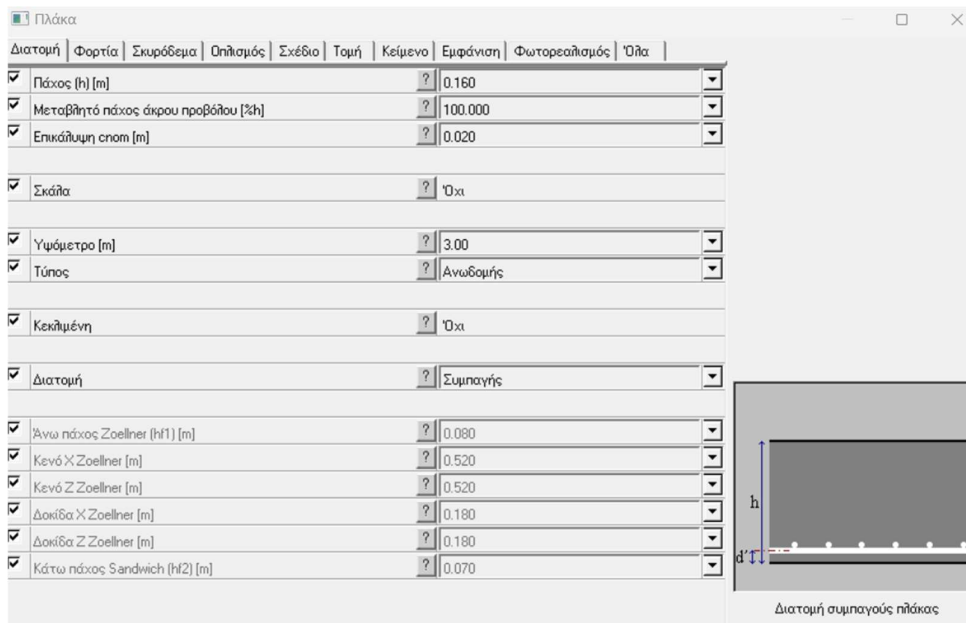 Πλάκα
Διατομή Φορτία Σκυρόδεμα Οπλισμός Σχέδιο Τομή Κείμενο Εμφάνιση Φωτορεαλισμός Όλα
Πάχος (h) [m] ? 0.160
Μεταβλητό πάχος άκρου προβόλου [%h] ? 100.000
Επικάλυψη cnom [m] ? 0.020
Σκάλα ? Όχι
Υψόμετρο [m] ? 3.00
Τύπος ? Ανωδομής
Κεκλιμένη ? Όχι
Διατομή ? Συμπαγής
Άνω πάχος Zoellner (hf1) [m] ? 0.080
Κενό X Zoellner [m] ? 0.520
Κενό Z Zoellner [m] ? 0.520
Δοκίδα X Zoellner [m] ? 0.180
Δοκίδα Z Zoellner [m] ? 0.180
Κάτω πάχος Sandwich (hf2) [m] ? 0.070
h
d'
Διατομή συμπαγούς πλάκας